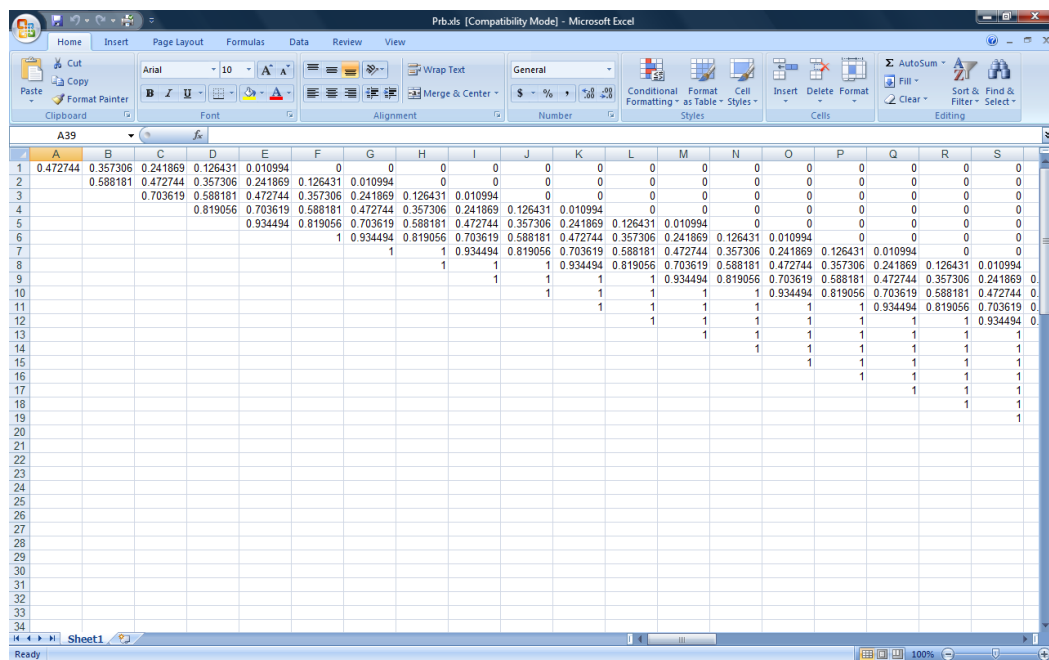 Prb.xls [Compatibility Mode] - Microsoft Excel
Home Insert Page Layout Formulas Data Review View
Paste
Cut
Copy
Format Painter
Clipboard
Arial 10 A A
B I U A
Font
Wrap Text
Merge & Center
Alignment
General
$ % , .0 .00 .00 .0
Number
Conditional Formatting
Format as Table
Cell Styles
Styles
Insert Delete Format
Cells
Σ AutoSum
Fill
Clear
Sort & Filter
Find & Select
Editing
A39 fx
A B C D E F G H I J K L M N O P Q R S
1 0.472744 0.357306 0.241869 0.126431 0.010994 0 0 0 0 0 0 0 0 0 0 0 0 0 0
2 0.588181 0.472744 0.357306 0.241869 0.126431 0.010994 0 0 0 0 0 0 0 0 0 0 0 0
3 0.703619 0.588181 0.472744 0.357306 0.241869 0.126431 0.010994 0 0 0 0 0 0 0 0 0 0
4 0.819056 0.703619 0.588181 0.472744 0.357306 0.241869 0.126431 0.010994 0 0 0 0 0 0 0 0
5 0.934494 0.819056 0.703619 0.588181 0.472744 0.357306 0.241869 0.126431 0.010994 0 0 0 0 0 0
6 1 0.934494 0.819056 0.703619 0.588181 0.472744 0.357306 0.241869 0.126431 0.010994 0 0 0 0
7 1 1 0.934494 0.819056 0.703619 0.588181 0.472744 0.357306 0.241869 0.126431 0.010994 0 0
8 1 1 1 0.934494 0.819056 0.703619 0.588181 0.472744 0.357306 0.241869 0.126431 0.010994
9 1 1 1 1 0.934494 0.819056 0.703619 0.588181 0.472744 0.357306 0.241869 0.
10 1 1 1 1 1 0.934494 0.819056 0.703619 0.588181 0.472744 0.
11 1 1 1 1 1 1 0.934494 0.819056 0.703619 0.
12 1 1 1 1 1 1 1 0.934494 0.
13 1 1 1 1 1 1 1
14 1 1 1 1 1 1
15 1 1 1 1 1
16 1 1 1 1
17 1 1 1
18 1 1
19 1
20
21
22
23
24
25
26
27
28
29
30
31
32
33
34
Sheet1
Ready 100%